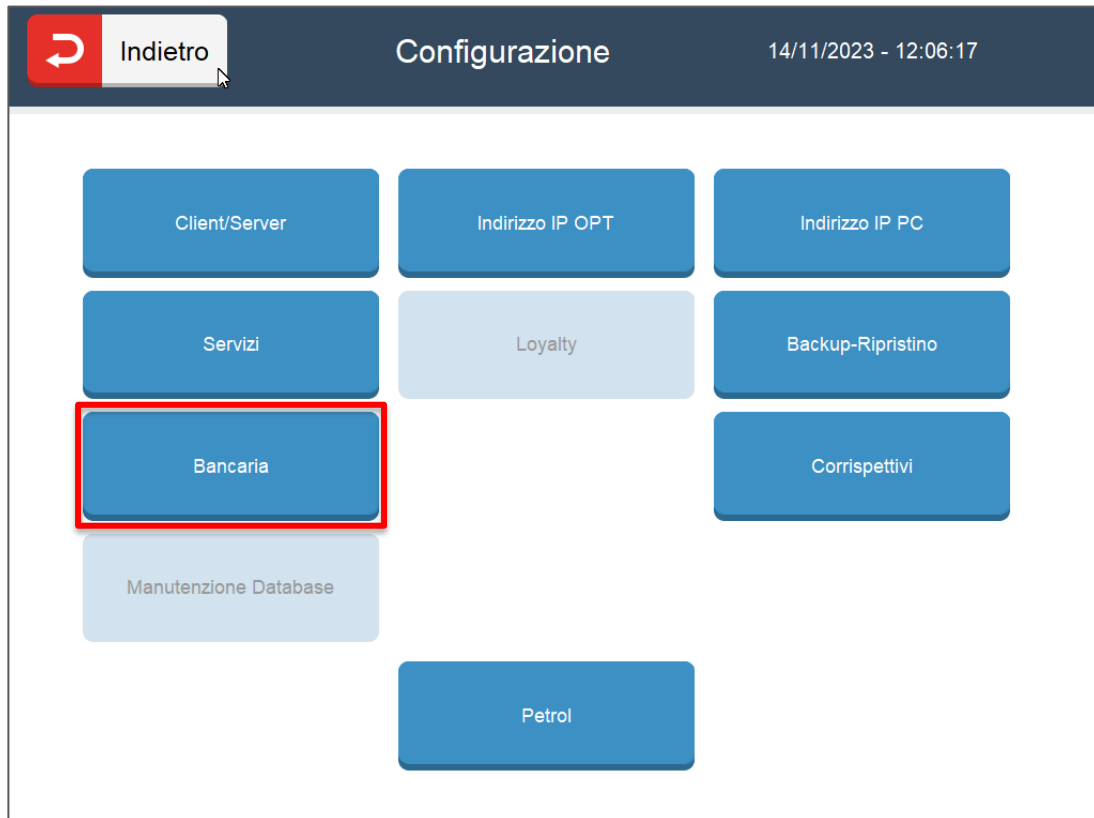 Indietro
Configurazione
14/11/2023 - 12:06:17
Client/Server
Indirizzo IP OPT
Indirizzo IP PC
Servizi
Loyalty
Backup-Ripristino
Bancaria
Corrispettivi
Manutenzione Database
Petrol